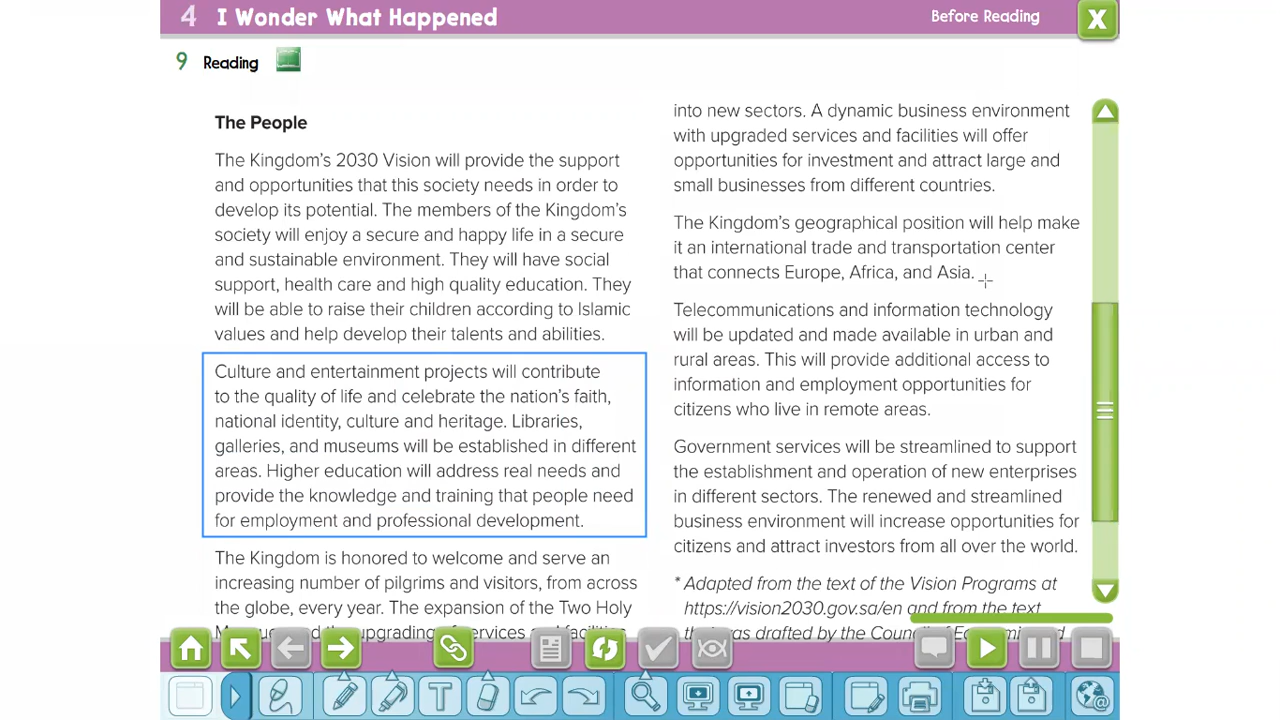 4 I Wonder What Happened
Before Reading
X
9 Reading
The People
The Kingdom's 2030 Vision will provide the support
and opportunities that this society needs in order to
develop its potential. The members of the Kingdom's
society will enjoy a secure and happy life in a secure
and sustainable environment. They will have social
support, health care and high quality education. They
will be able to raise their children according to Islamic
values and help develop their talents and abilities.
Culture and entertainment projects will contribute
to the quality of life and celebrate the nation's faith,
national identity, culture and heritage. Libraries,
galleries, and museums will be established in different
areas. Higher education will address real needs and
provide the knowledge and training that people need
for employment and professional development.
The Kingdom is honored to welcome and serve an
increasing number of pilgrims and visitors, from across
the globe, every year. The expansion of the Two Holy
upgrading services facilities
into new sectors. A dynamic business environment
with upgraded services and facilities will offer
opportunities for investment and attract large and
small businesses from different countries.
The Kingdom's geographical position will help make
it an international trade and transportation center
that connects Europe, Africa, and Asia.
Telecommunications and information technology
will be updated and made available in urban and
rural areas. This will provide additional access to
information and employment opportunities for
citizens who live in remote areas.
Government services will be streamlined to support
the establishment and operation of new enterprises
in different sectors. The renewed and streamlined
business environment will increase opportunities for
citizens and attract investors from all over the world.
* Adapted from the text of the Vision Programs at
https://vision2030.gov.sa/en and from the text
drafted by the
T